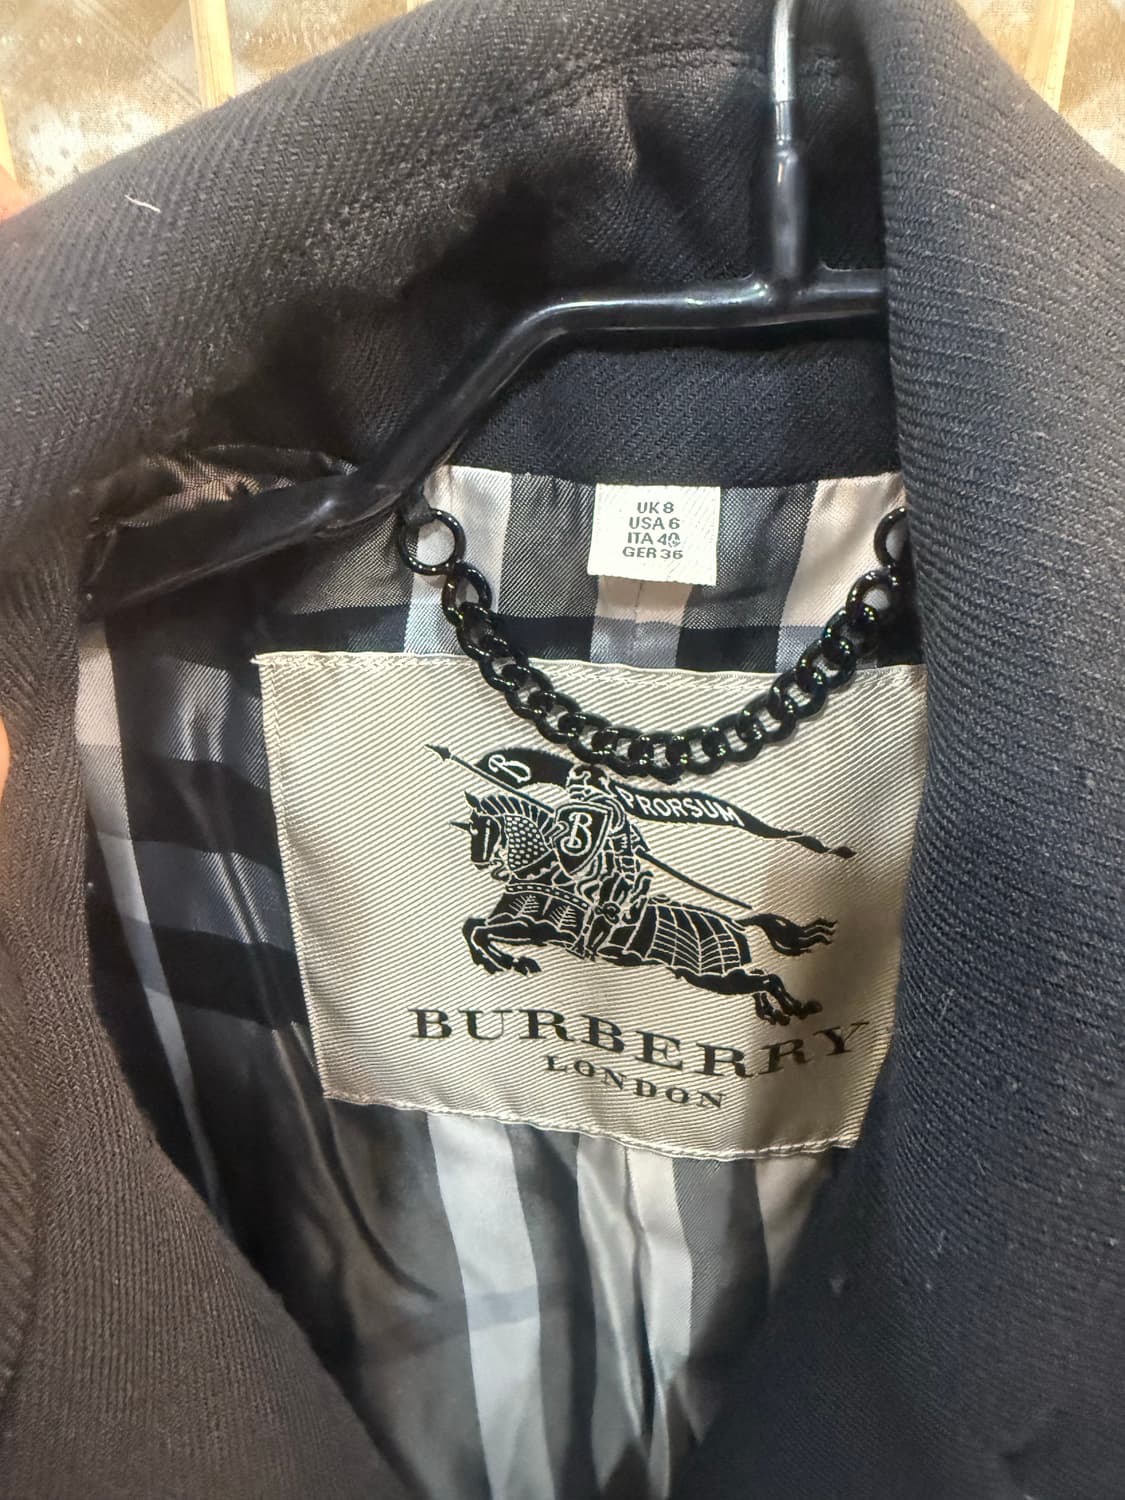 UK 8
USA 6
ITA 40
GER 36
B PRORSUM
B
BURBERRY
LONDON